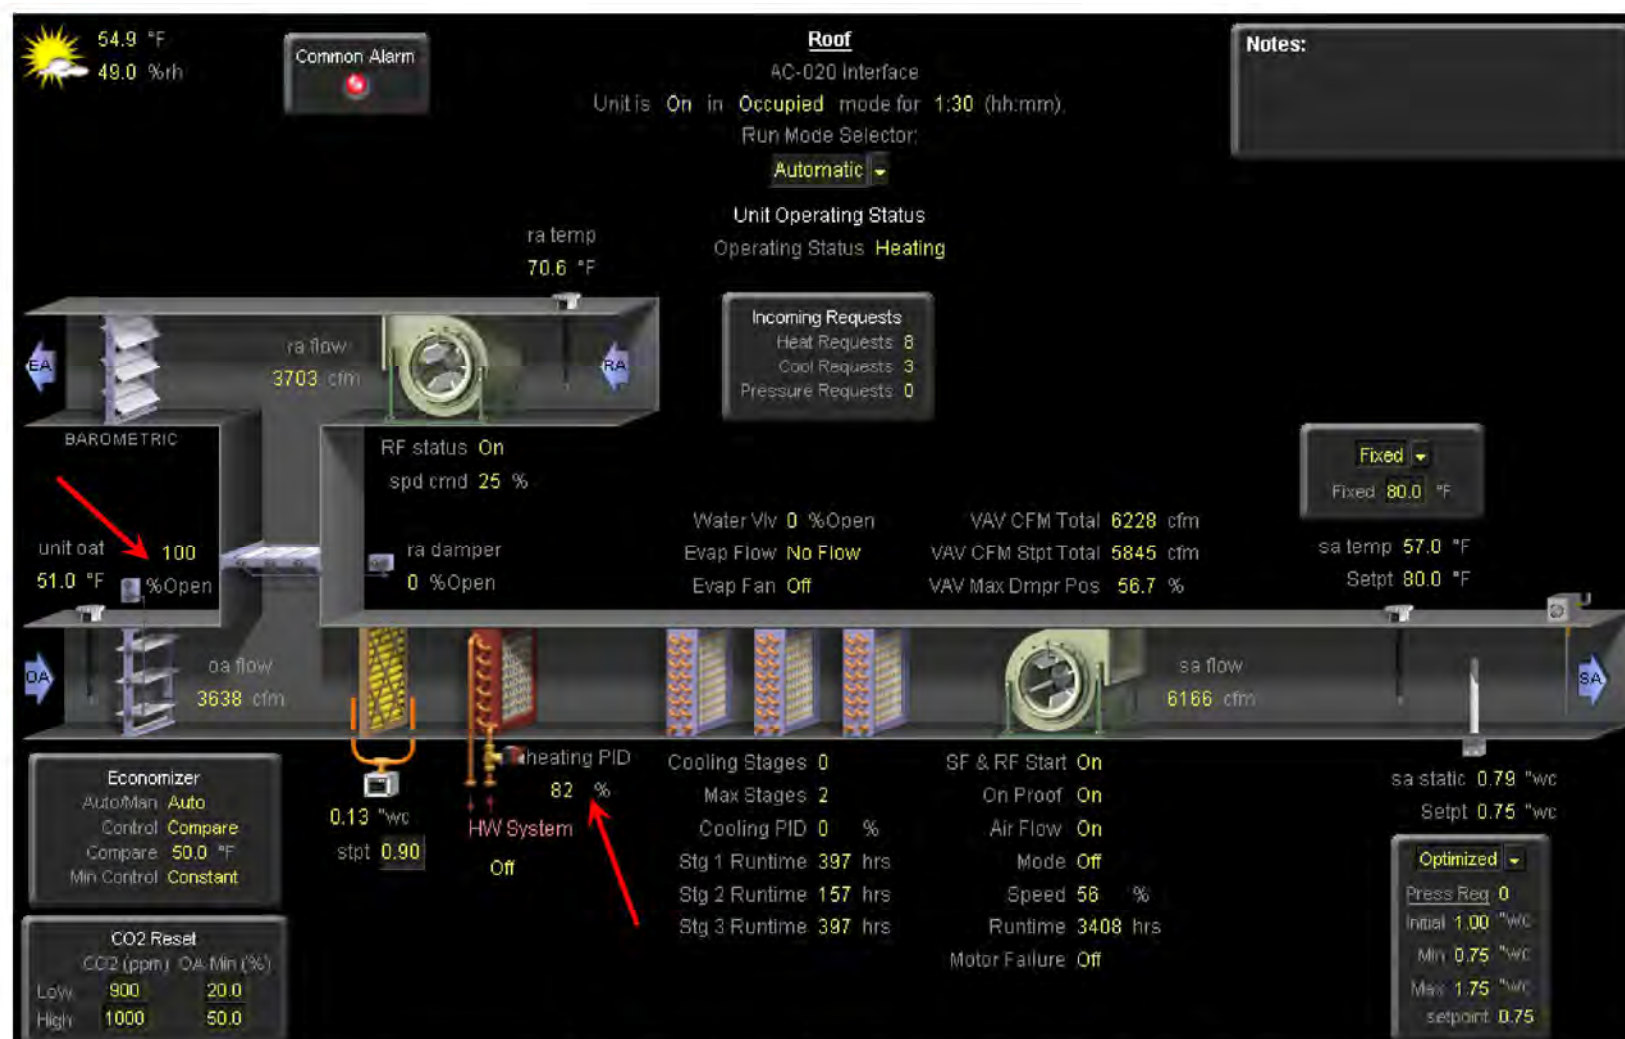 54.9 °F
49.0 %rh
Common Alarm
Roof
AC-020 Interface
Unit is On in Occupied mode for 1:30 (hh:mm).
Run Mode Selector:
Automatic
Notes:
Unit Operating Status
Operating Status Heating
ra temp
70.6 °F
Incoming Requests
Heat Requests 8
Cool Requests 3
Pressure Requests 0
EA
ra flow
3703 cfm
RA
BAROMETRIC
RF status On
spd cmd 25 %
Fixed
Fixed 80.0 °F
unit oat
51.0 °F
100
%Open
ra damper
0 %Open
Water Vlv 0 %Open
Evap Flow No Flow
Evap Fan Off
VAV CFM Total 6228 cfm
VAV CFM Stpt Total 5845 cfm
VAV Max Dmpr Pos 56.7 %
sa temp 57.0 °F
Setpt 80.0 °F
OA
oa flow
3638 cfm
sa flow
6166 cfm
SA
Economizer
Auto/Man Auto
Control Compare
Compare 50.0 °F
Min Control Constant
0.13 "wc
stpt 0.90
heating PID
82 %
HW System
Off
Cooling Stages 0
Max Stages 2
Cooling PID 0 %
Stg 1 Runtime 397 hrs
Stg 2 Runtime 157 hrs
Stg 3 Runtime 397 hrs
SF & RF Start On
On Proof On
Air Flow On
Mode Off
Speed 56 %
Runtime 3408 hrs
Motor Failure Off
sa static 0.79 "wc
Setpt 0.75 "wc
Optimized
Press Req 0
Initial 1.00 "wc
Min 0.75 "wc
Max 1.75 "wc
setpoint 0.75
CO2 Reset
CO2 (ppm) OA Min (%)
Low 900 20.0
High 1000 50.0